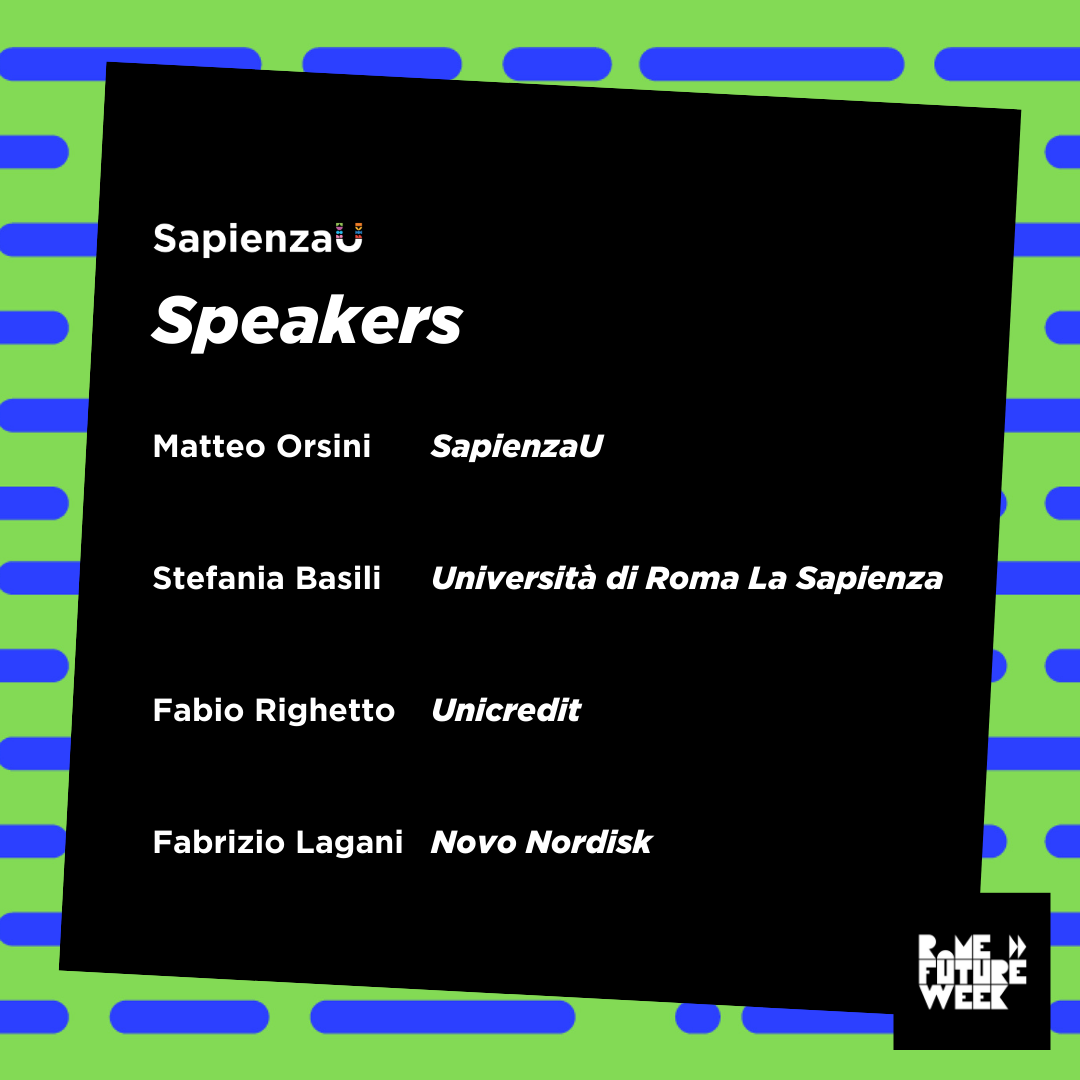 SapienzaU
Speakers
Matteo Orsini SapienzaU
Stefania Basili Università di Roma La Sapienza
Fabio Righetto Unicredit
Fabrizio Lagani Novo Nordisk
ROME
FUTURE
WEEK